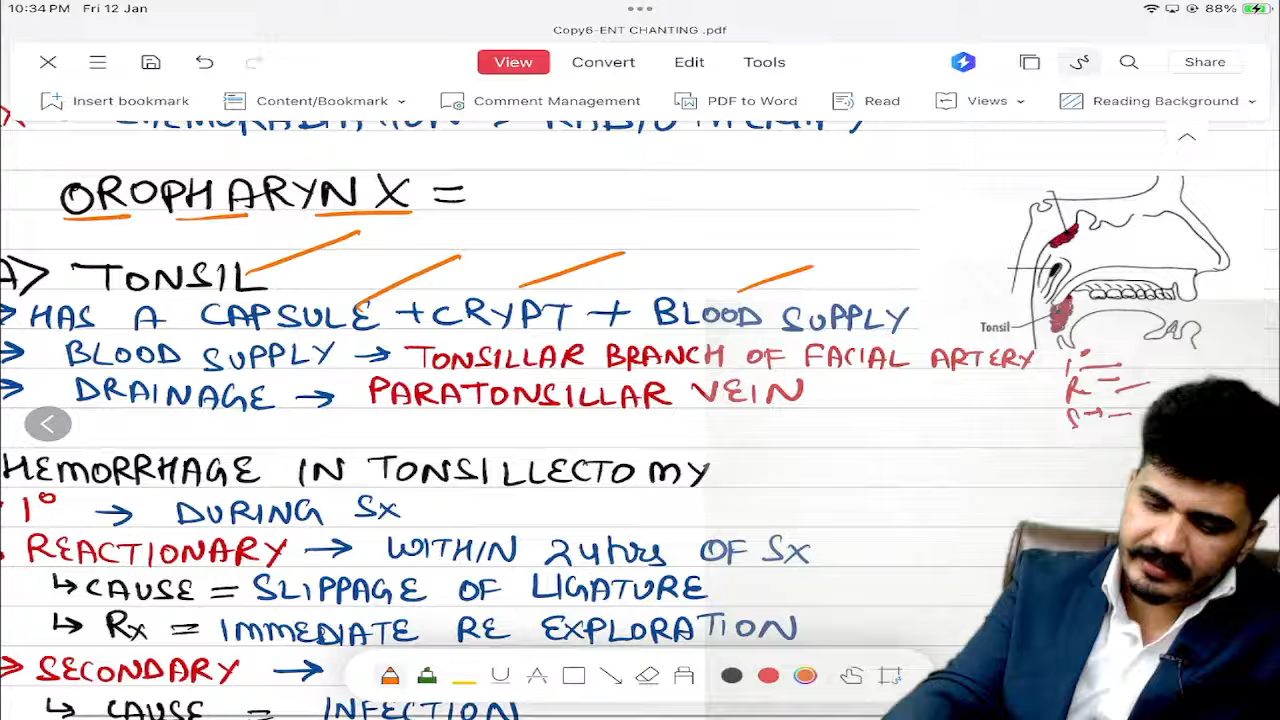 10:34 PM Fri 12 Jan
88%
Copy6-ENT CHANTING .pdf
View Convert Edit Tools Share
Insert bookmark Content/Bookmark Comment Management PDF to Word Read Views Reading Background
OROPHARYNX =
A> TONSIL
→ HAS A CAPSULE + CRYPT + BLOOD SUPPLY
→ BLOOD SUPPLY → TONSILLAR BRANCH OF FACIAL ARTERY
→ DRAINAGE → PARATONSILLAR VEIN
Tonsil
1°
R
S →
HEMORRHAGE IN TONSILLECTOMY
1° → DURING SX
REACTIONARY → WITHIN 24hrs OF SX
↳ CAUSE = SLIPPAGE OF LIGATURE
↳ Rx = IMMEDIATE RE EXPLORATION
→ SECONDARY →
↳ CAUSE = INFECTION